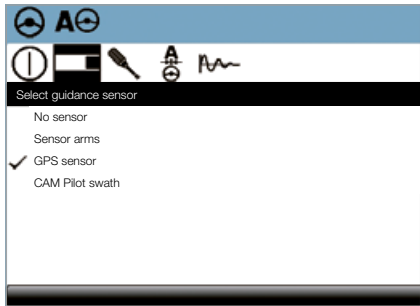 A
A
Select guidance sensor
No sensor
Sensor arms
GPS sensor
CAM Pilot swath